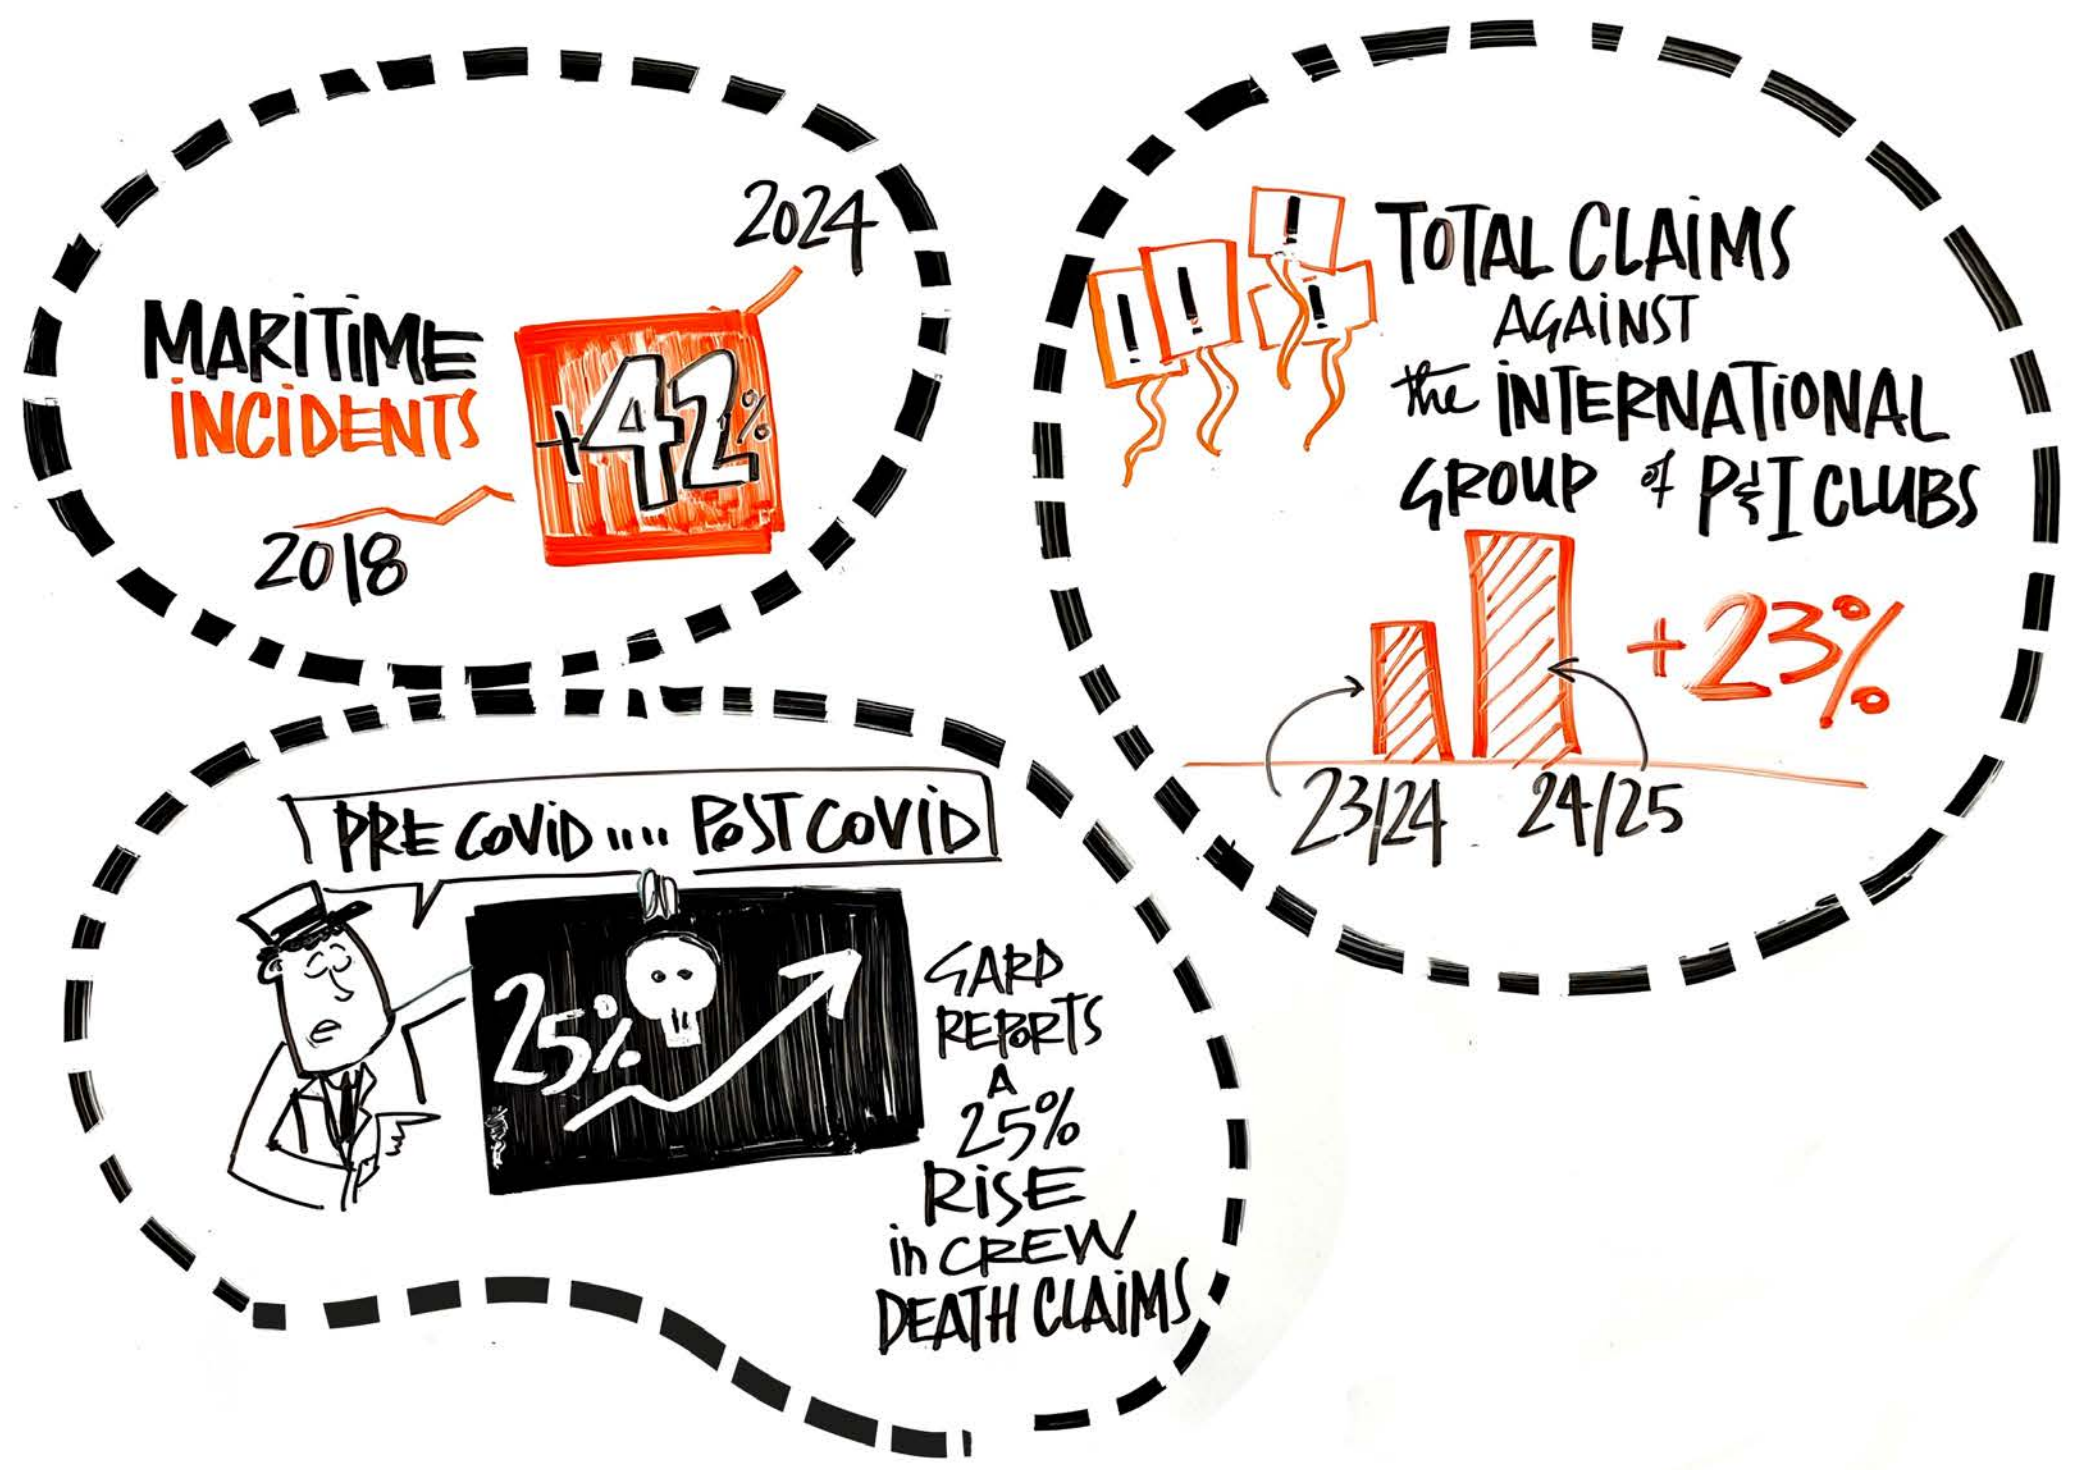 2024
MARITIME
INCIDENTS
+42%
2018
TOTAL CLAIMS
AGAINST
the INTERNATIONAL
GROUP of P&I CLUBS
+23%
23/24 24/25
PRE COVID ..... POST COVID
25%
GARD
REPORTS
A
25%
RISE
in CREW
DEATH CLAIMS